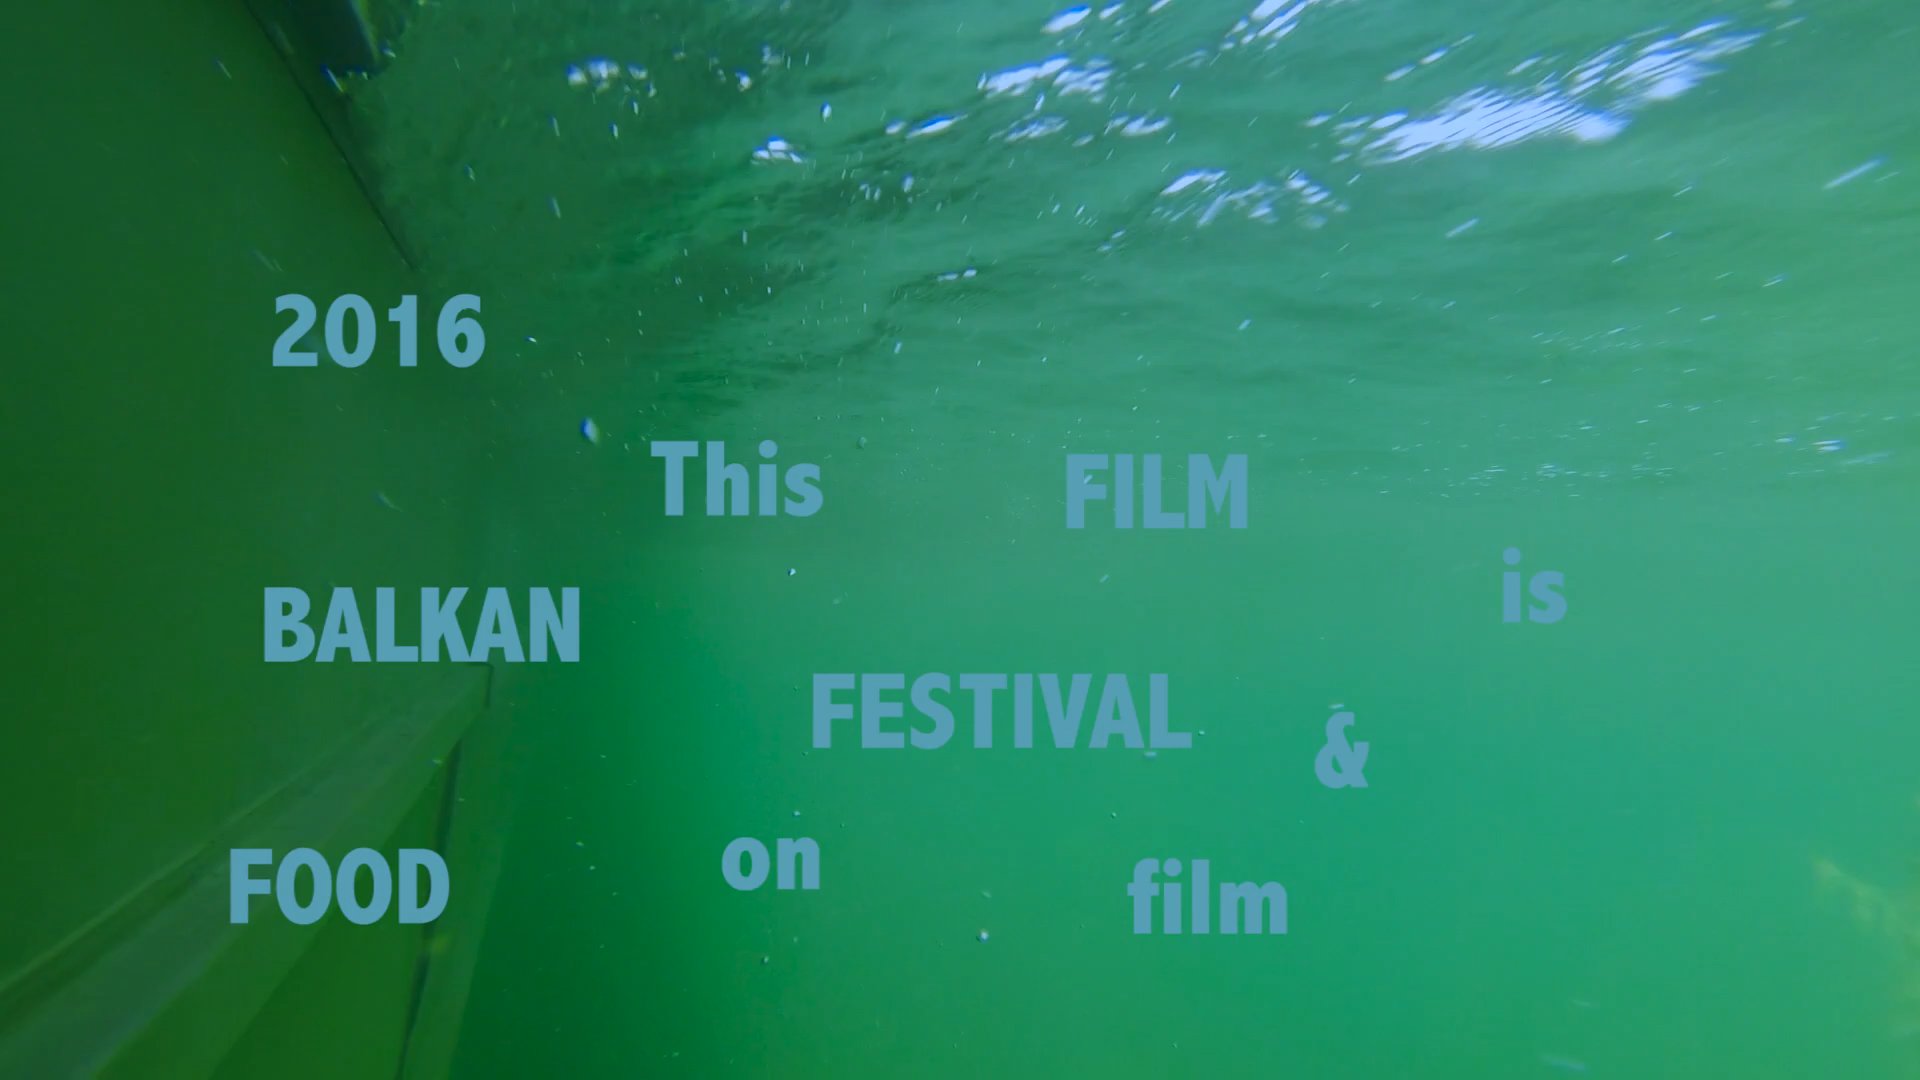 2016
This FILM
is
BALKAN
FESTIVAL &
FOOD on film